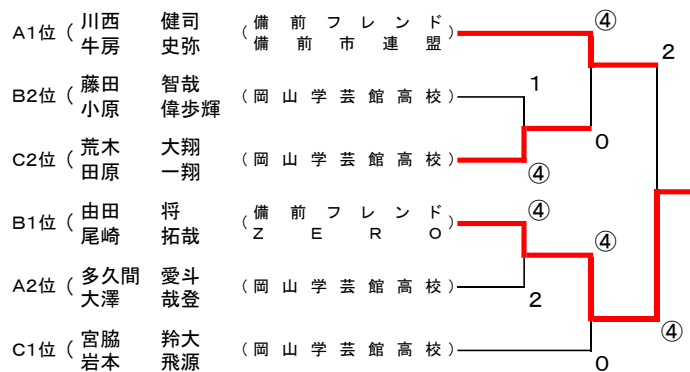 A1位 ( 川西 健司 ( 備前フレンド )
牛房 史弥 備前市連盟
B2位 ( 藤田 智哉 ( 岡山学芸館高校 )
小原 偉歩輝
C2位 ( 荒木 大翔 ( 岡山学芸館高校 )
田原 一翔
B1位 ( 由田 将 ( 備前フレンド )
尾崎 拓哉 ZERO
A2位 ( 多久間 愛斗 ( 岡山学芸館高校 )
大澤 哉登
C1位 ( 宮脇 羚大 ( 岡山学芸館高校 )
岩本 飛源
④
2
1
0
④
④
④
2
④
0